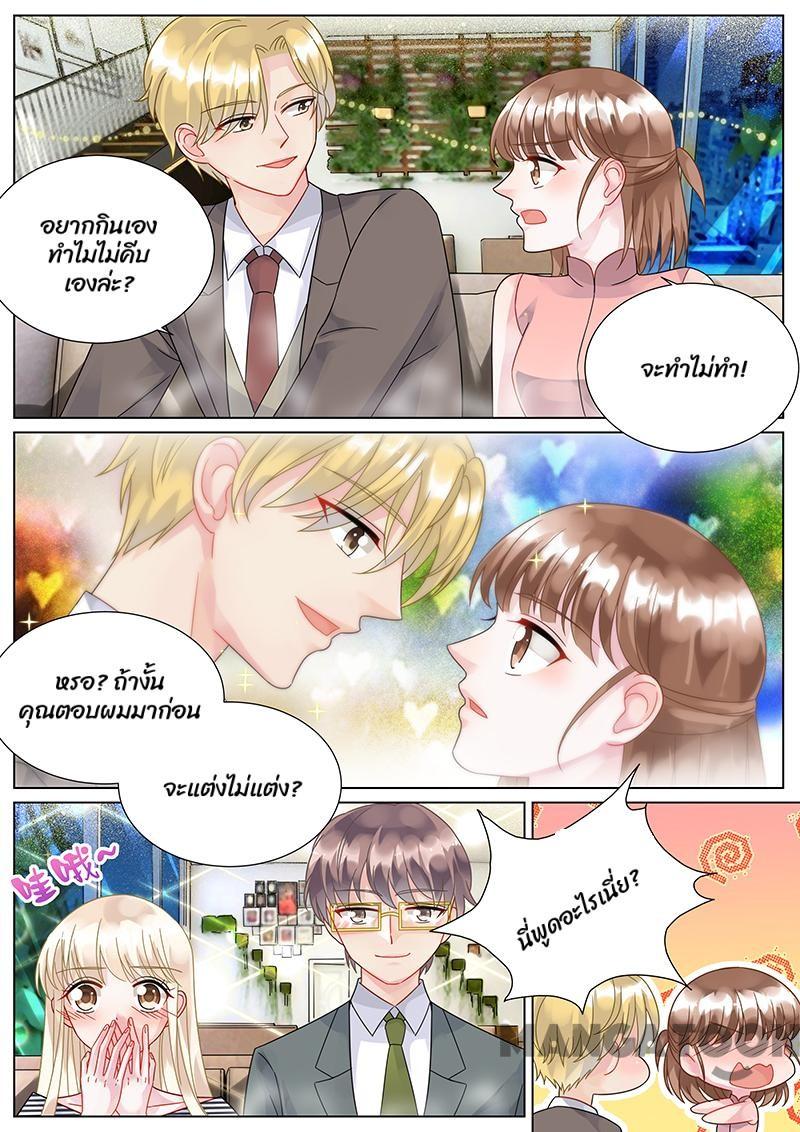 อยากกินเอง
ทำไมไม่คีบ
เองล่ะ?
จะทำไม่ทำ!
หรอ? ถ้างั้น
คุณตอบผมมาก่อน
จะแต่งไม่แต่ง?
哇哦~
นี่พูดอะไรเนี่ย?
MANGATOON